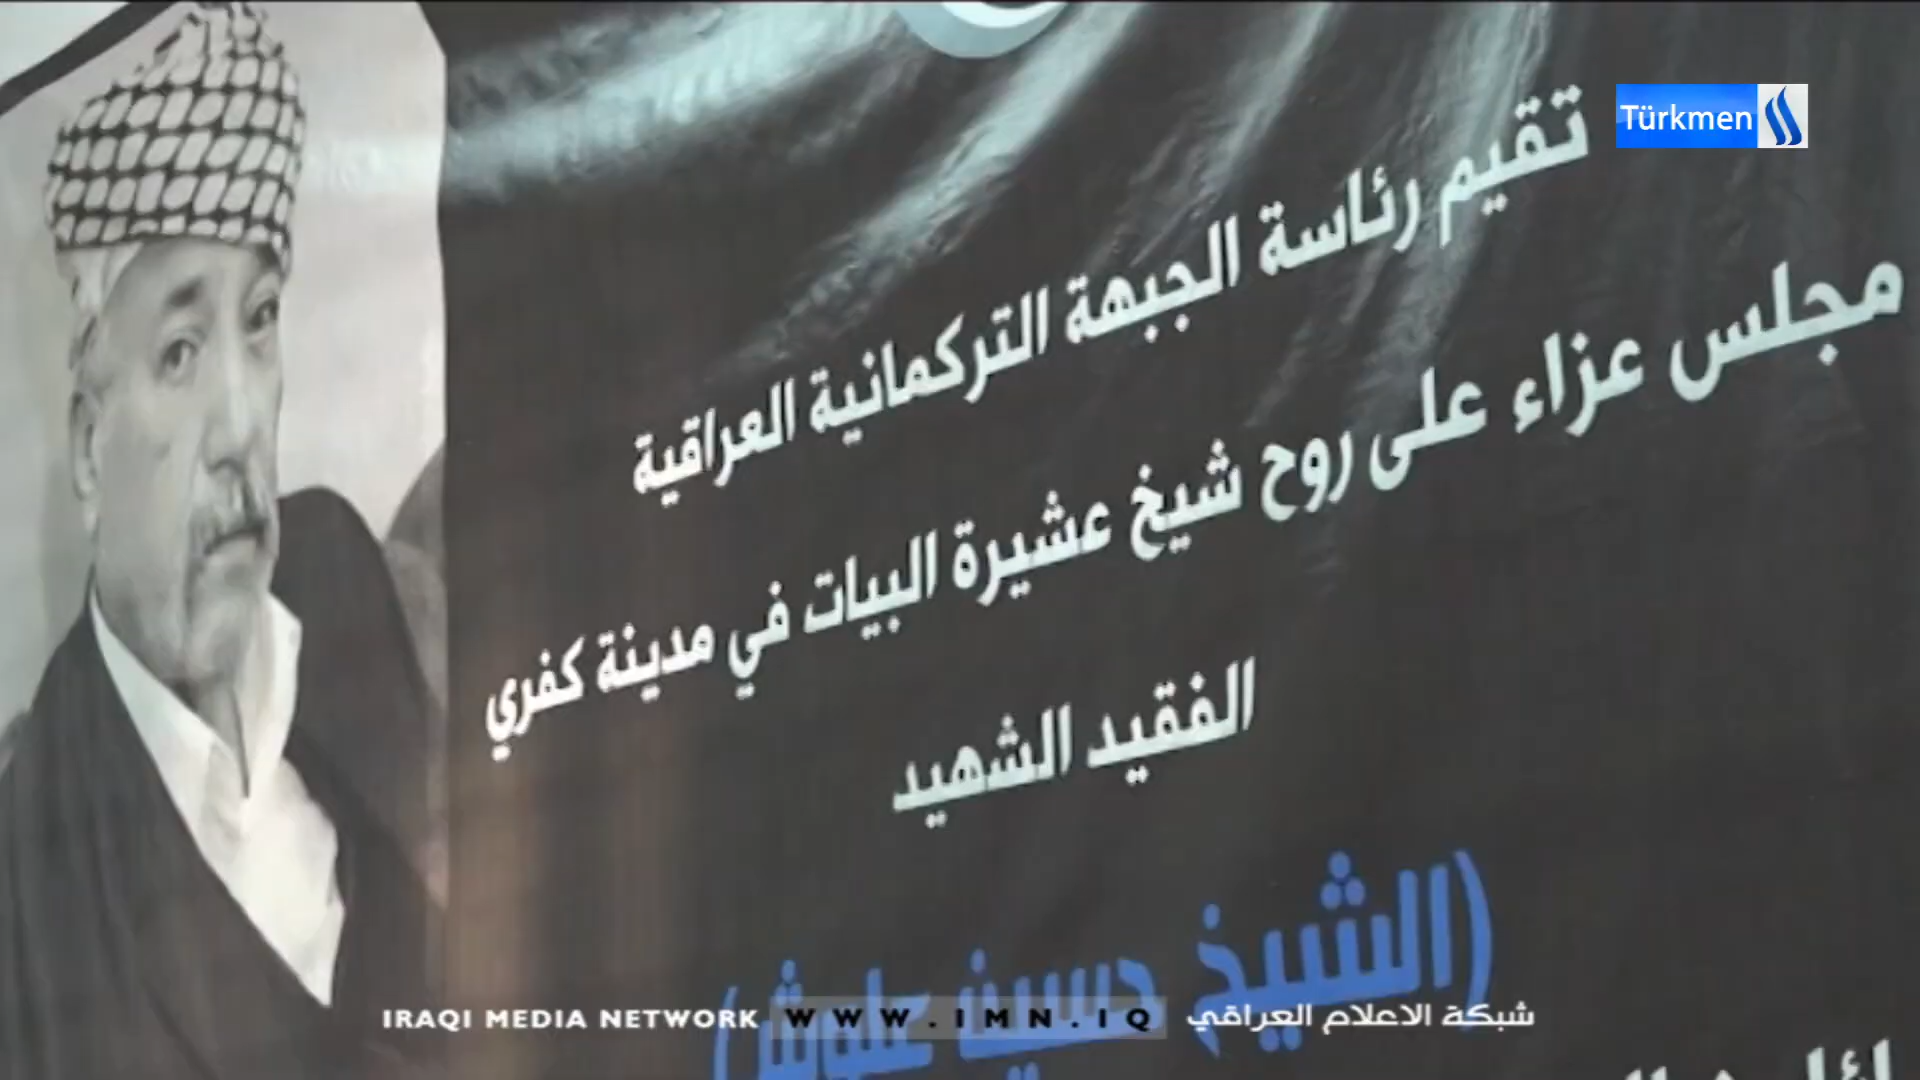 Türkmen
تقيم رئاسة الجبهة التركمانية العراقية
مجلس عزاء على روح شيخ عشيرة البيات في مدينة كفري
الفقيد الشهيد
(الشيخ حسين علوش)
IRAQI MEDIA NETWORK WWW.IMN.IQ شبكة الاعلام العراقي